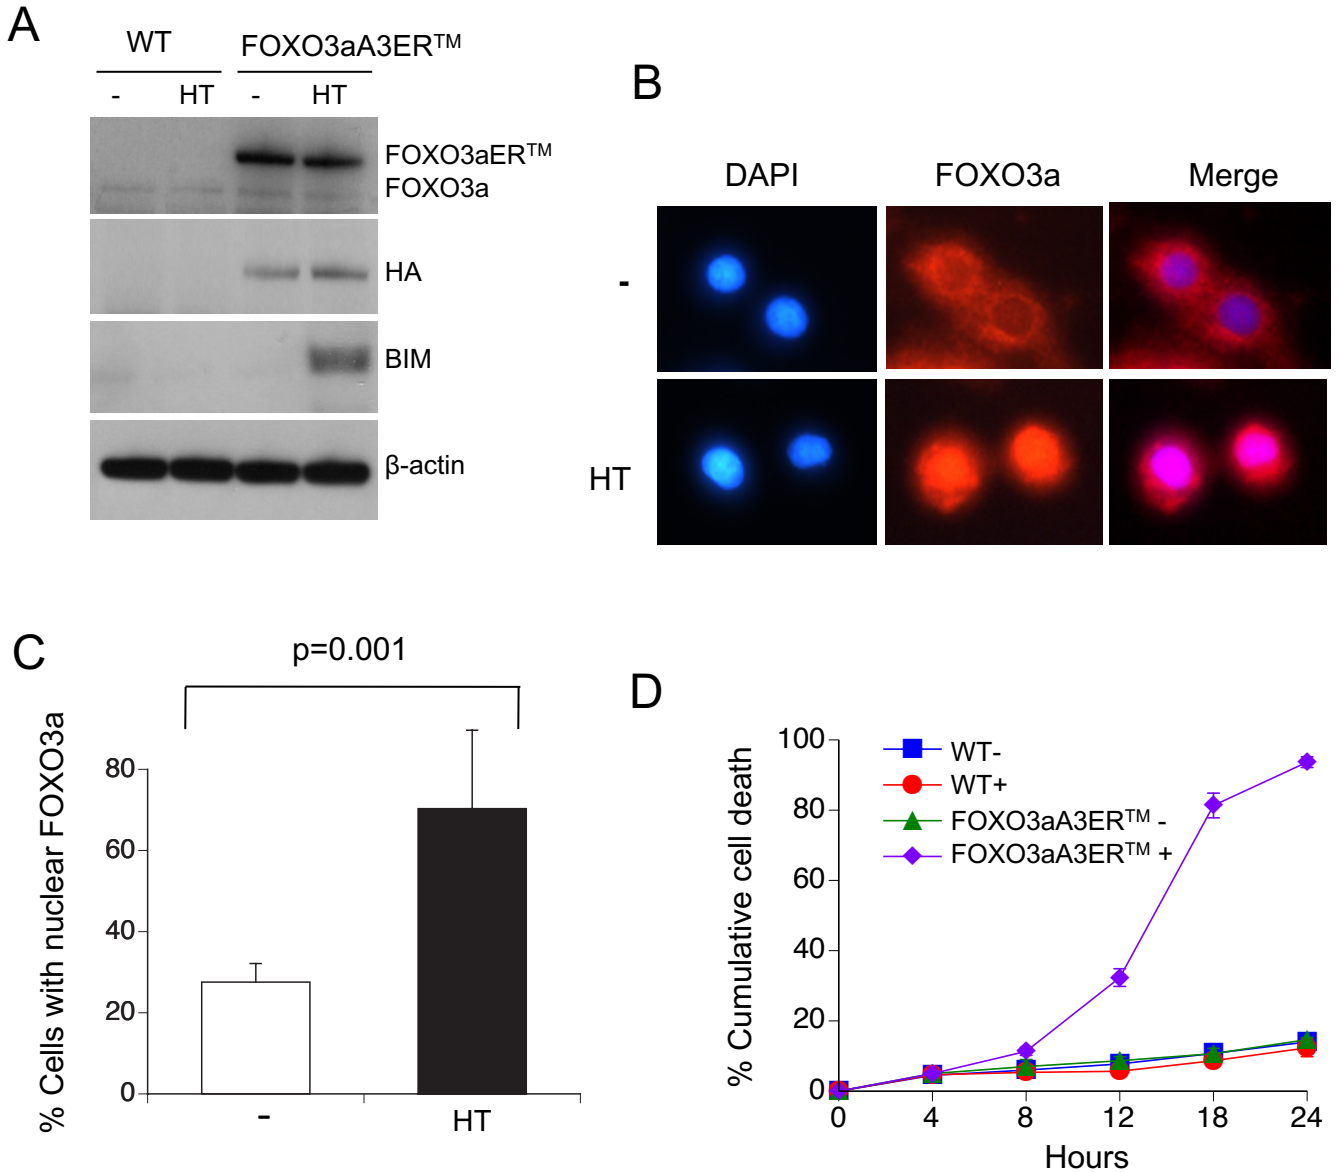 A
WT
FOXO3aA3ER™
- HT - HT
FOXO3aER™
FOXO3a
HA
BIM
β-actin
B
DAPI FOXO3a Merge
-
HT
C
p=0.001
% Cells with nuclear FOXO3a
80
60
40
20
0
- HT
D
% Cumulative cell death
100
80
60
40
20
0
WT-
WT+
FOXO3aA3ER™ -
FOXO3aA3ER™ +
0 4 8 12 18 24
Hours